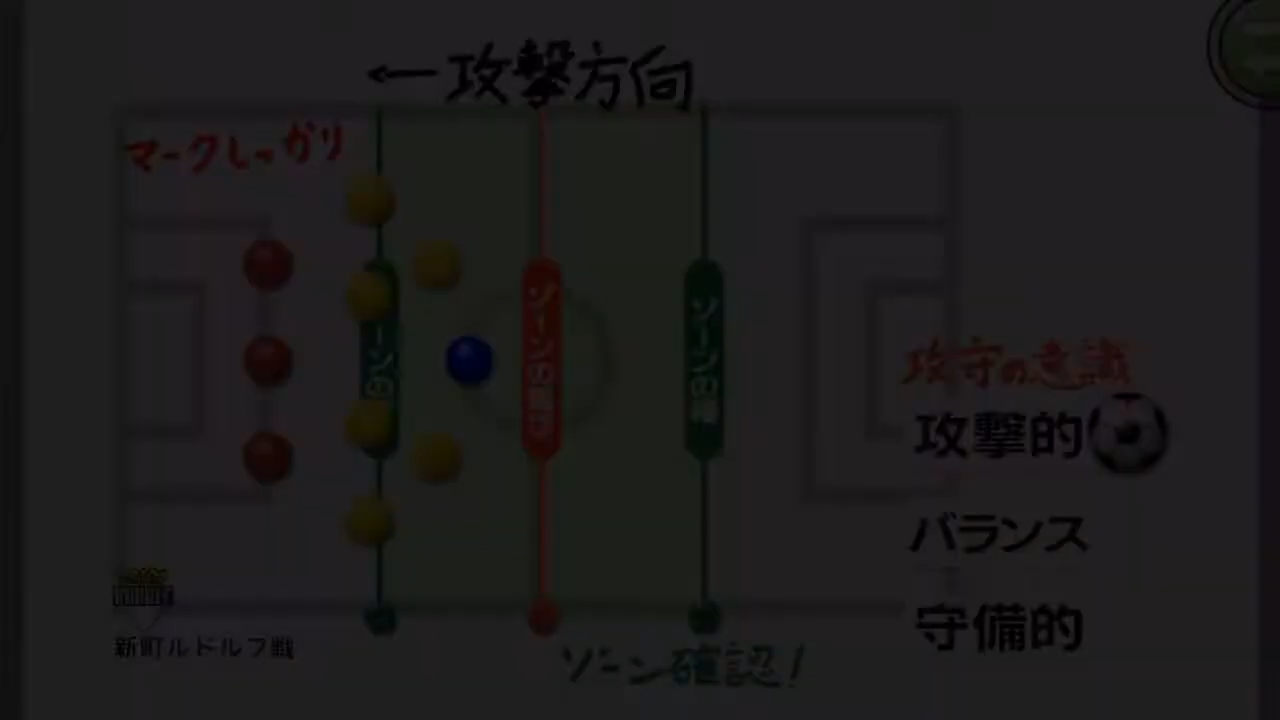 ←攻撃方向
マークしっかり
ゾーンの
ーンの
ゾーンの
攻守の意識
攻撃的
バランス
守備的
新町ルドルフ戦
ゾーン確認!